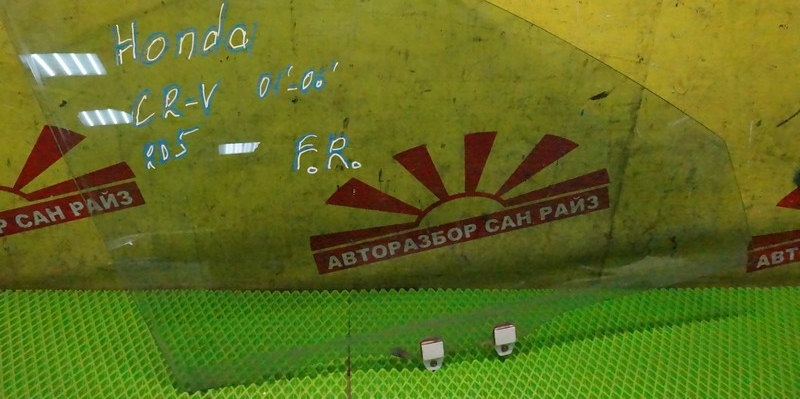 Honda
CR-V 01'-06'
RD5 - F.R.
АВТОРАЗБОР САН РАЙЗ
Р САН РАЙЗ
АВТ